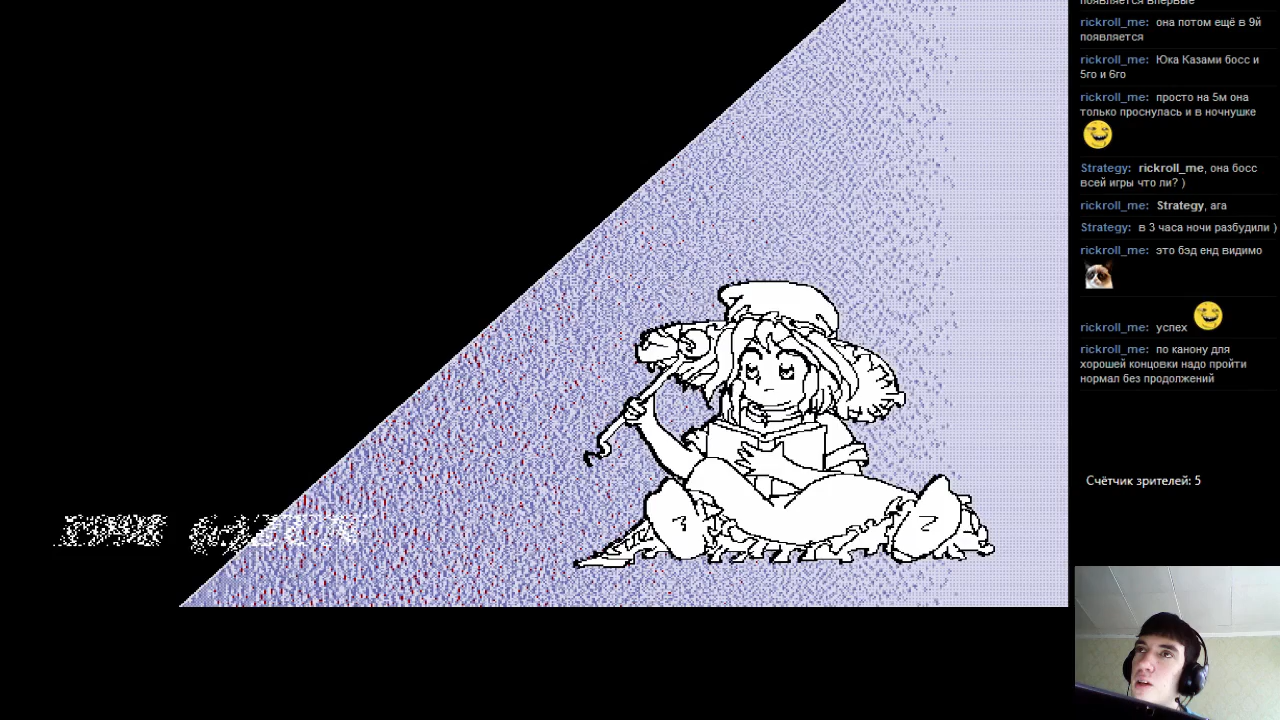 появляется впервые
rickroll_me: она потом ещё в 9й
появляется
rickroll_me: Юка Казами босс и
5го и 6го
rickroll_me: просто на 5м она
только проснулась и в ночнушке
Strategy: rickroll_me, она босс
всей игры что ли? )
rickroll_me: Strategy, ага
Strategy: в 3 часа ночи разбудили )
rickroll_me: это бэд енд видимо
rickroll_me: успех
rickroll_me: по канону для
хорошей концовки надо пройти
нормал без продолжений
Счётчик зрителей: 5
1998